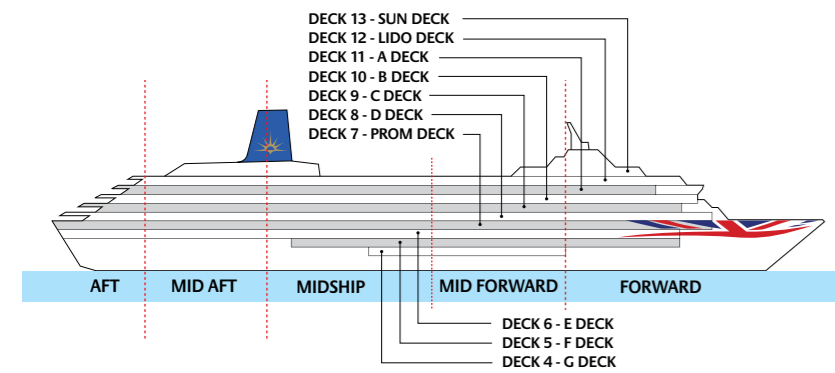 DECK 13 - SUN DECK
DECK 12 - LIDO DECK
DECK 11 - A DECK
DECK 10 - B DECK
DECK 9 - C DECK
DECK 8 - D DECK
DECK 7 - PROM DECK
AFT
MID AFT
MIDSHIP
MID FORWARD
FORWARD
DECK 6 - E DECK
DECK 5 - F DECK
DECK 4 - G DECK